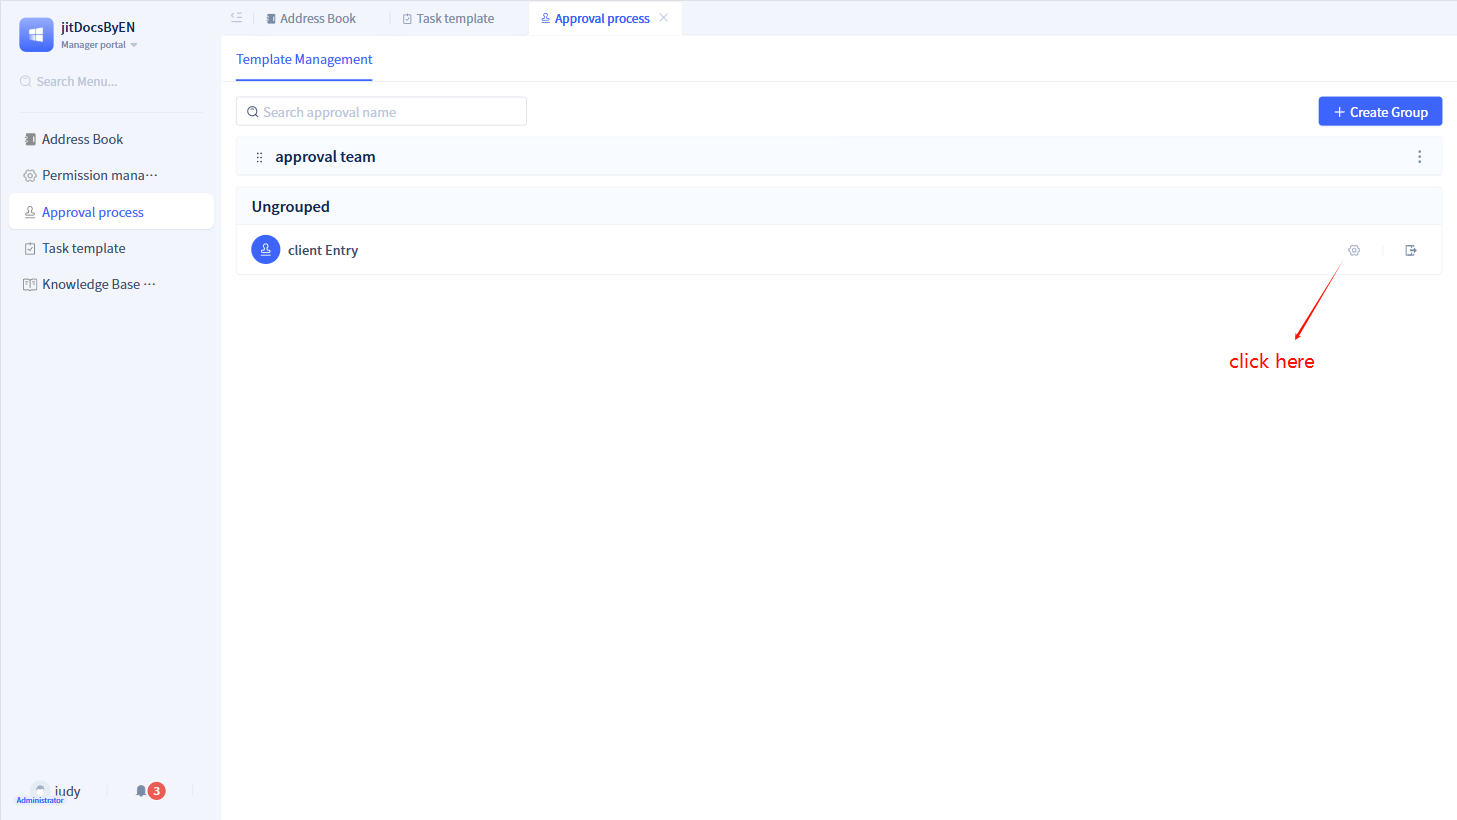 jitDocsByEN
Manager portal
Search Menu...
Address Book
Permission mana···
Approval process
Task template
Knowledge Base ···
iudy
Administrator
3
Address Book
Task template
Approval process
Template Management
Search approval name
Create Group
approval team
Ungrouped
client Entry
click here